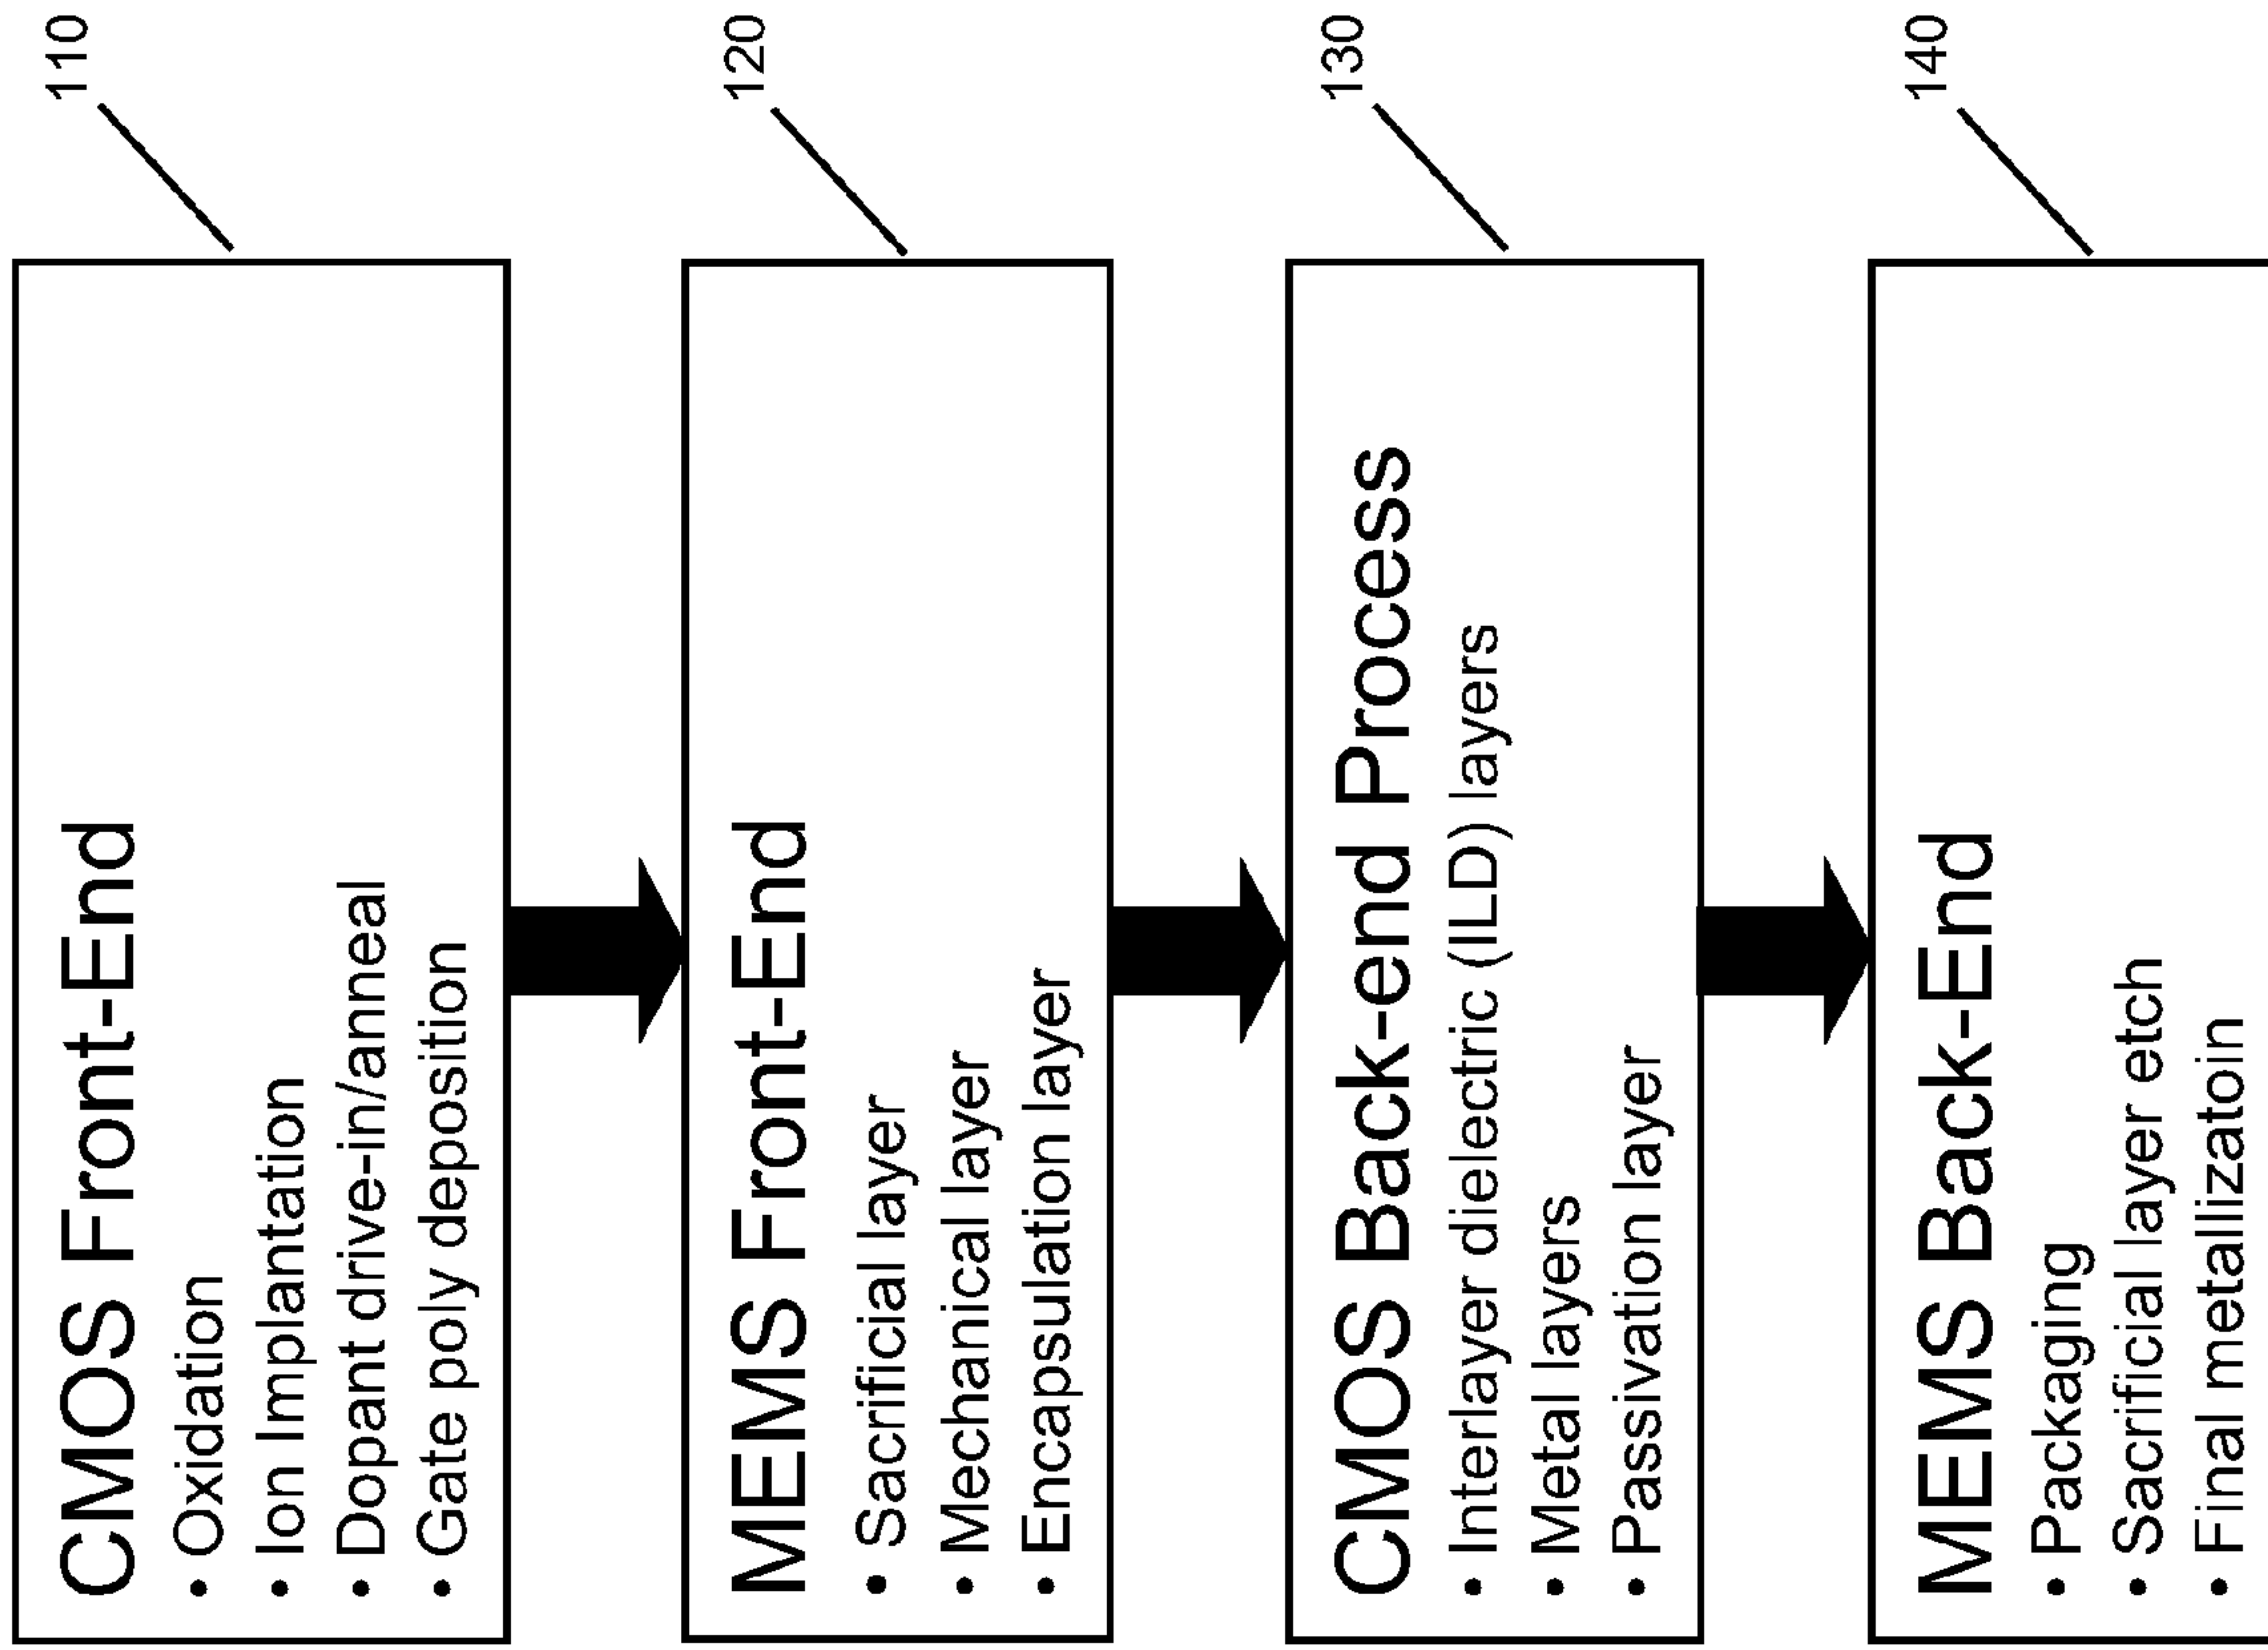 110
CMOS Front-End
• Oxidation
• Ion Implantation
• Dopant drive-in/anneal
• Gate poly deposition
120
MEMS Front-End
• Sacrificial layer
• Mechanical layer
• Encapsulation layer
130
CMOS Back-end Process
• Interlayer dielectric (ILD) layers
• Metal layers
• Passivation layer
140
MEMS Back-End
• Packaging
• Sacrificial layer etch
• Final metallizatoin